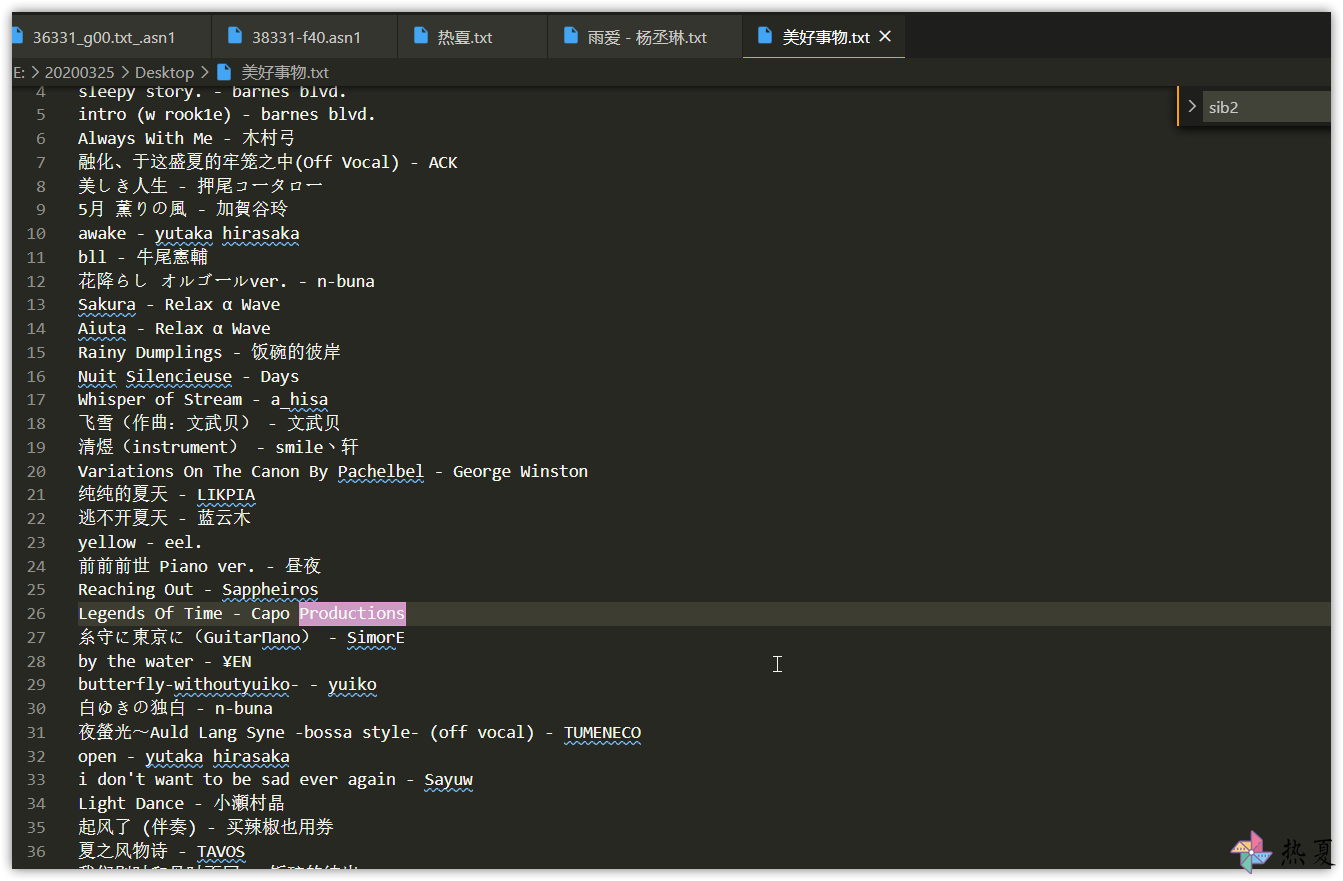 36331_g00.txt_.asn1 38331-f40.asn1 热夏.txt 雨爱 - 杨丞琳.txt 美好事物.txt ×
E: > 20200325 > Desktop > 美好事物.txt
> sib2
4 sleepy story. - barnes blvd.
5 intro (w rook1e) - barnes blvd.
6 Always With Me - 木村弓
7 融化、于这盛夏的牢笼之中(Off Vocal) - ACK
8 美しき人生 - 押尾コータロー
9 5月 薫りの風 - 加賀谷玲
10 awake - yutaka hirasaka
11 bll - 牛尾憲輔
12 花降らし オルゴールver. - n-buna
13 Sakura - Relax α Wave
14 Aiuta - Relax α Wave
15 Rainy Dumplings - 饭碗的彼岸
16 Nuit Silencieuse - Days
17 Whisper of Stream - a_hisa
18 飞雪（作曲：文武贝） - 文武贝
19 清煜（instrument） - smile丶轩
20 Variations On The Canon By Pachelbel - George Winston
21 纯纯的夏天 - LIKPIA
22 逃不开夏天 - 蓝云木
23 yellow - eel.
24 前前前世 Piano ver. - 昼夜
25 Reaching Out - Sappheiros
26 Legends Of Time - Capo Productions
27 糸守に東京に（GuitarПano） - SimorE
28 by the water - ¥EN
29 butterfly-withoutyuiko- - yuiko
30 白ゆきの独白 - n-buna
31 夜螢光～Auld Lang Syne -bossa style- (off vocal) - TUMENECO
32 open - yutaka hirasaka
33 i don't want to be sad ever again - Sayuw
34 Light Dance - 小瀬村晶
35 起风了 (伴奏) - 买辣椒也用券
36 夏之风物诗 - TAVOS
热夏